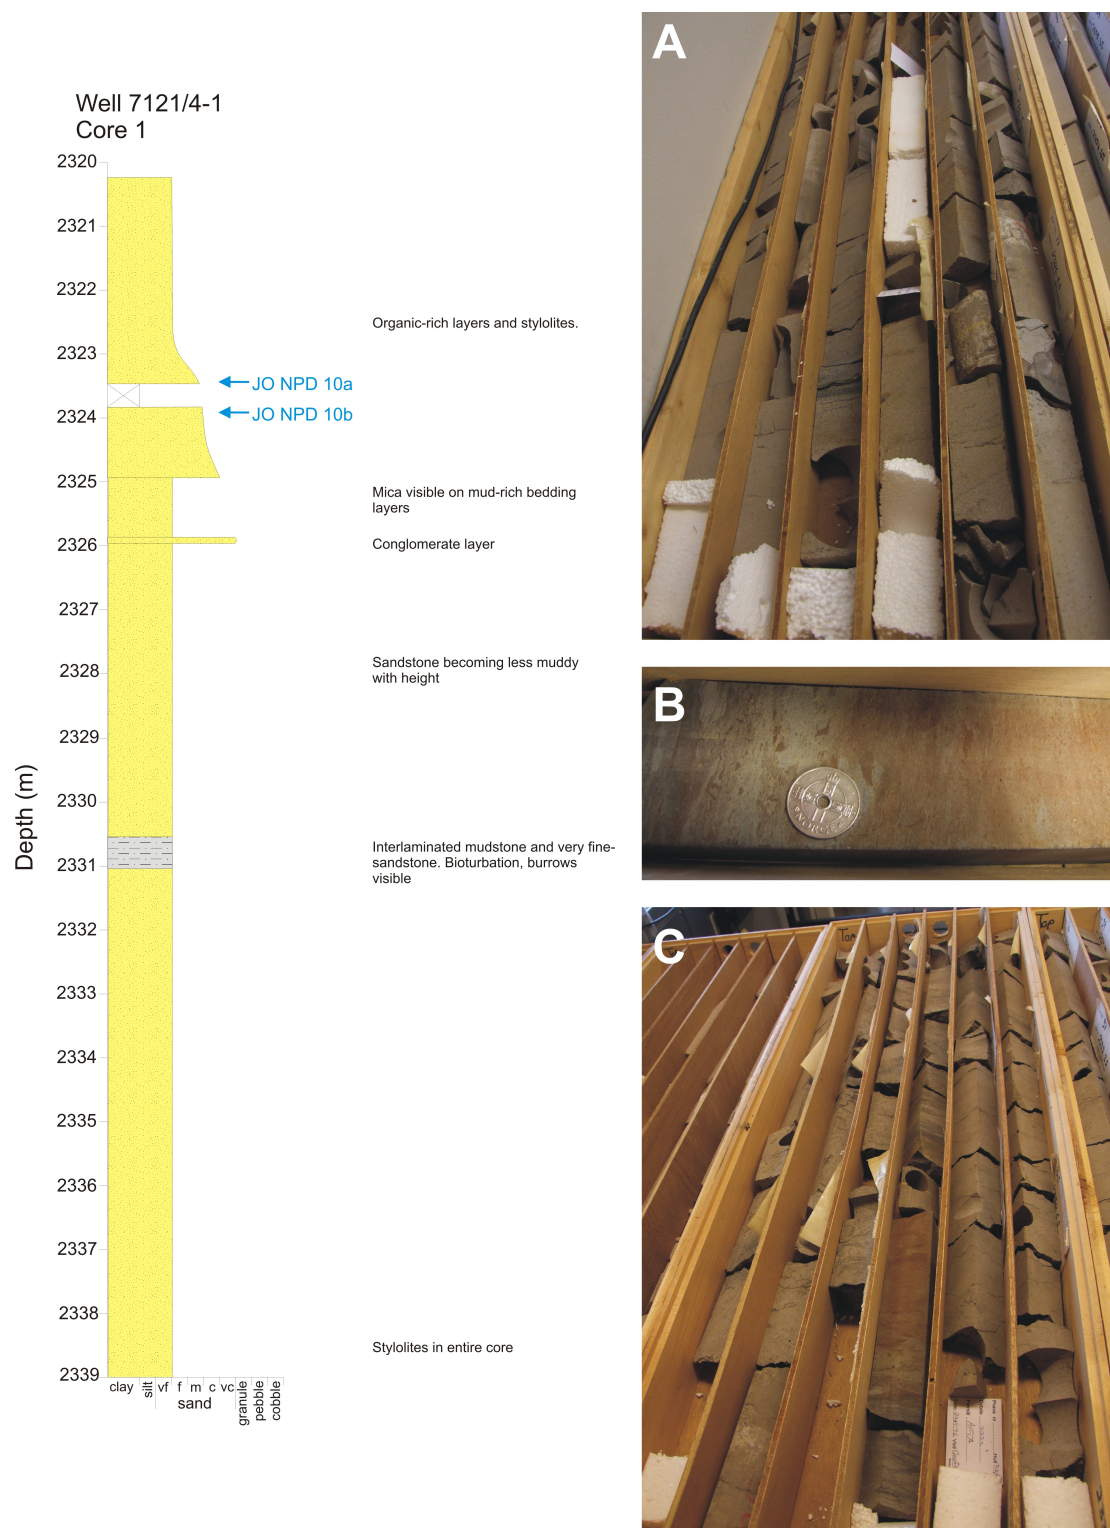 Well 7121/4-1
Core 1
2320
2321
2322
Organic-rich layers and stylolites.
2323
JO NPD 10a
2324
JO NPD 10b
2325
Mica visible on mud-rich bedding
layers
2326
Conglomerate layer
2327
Sandstone becoming less muddy
with height
2328
2329
Depth (m)
2330
Interlaminated mudstone and very fine-
sandstone. Bioturbation, burrows
visible
2331
2332
2333
2334
2335
2336
2337
2338
Stylolites in entire core
2339
clay silt vf f m c vc granule pebble cobble
sand
A
B
NORGE
C
Top
Top